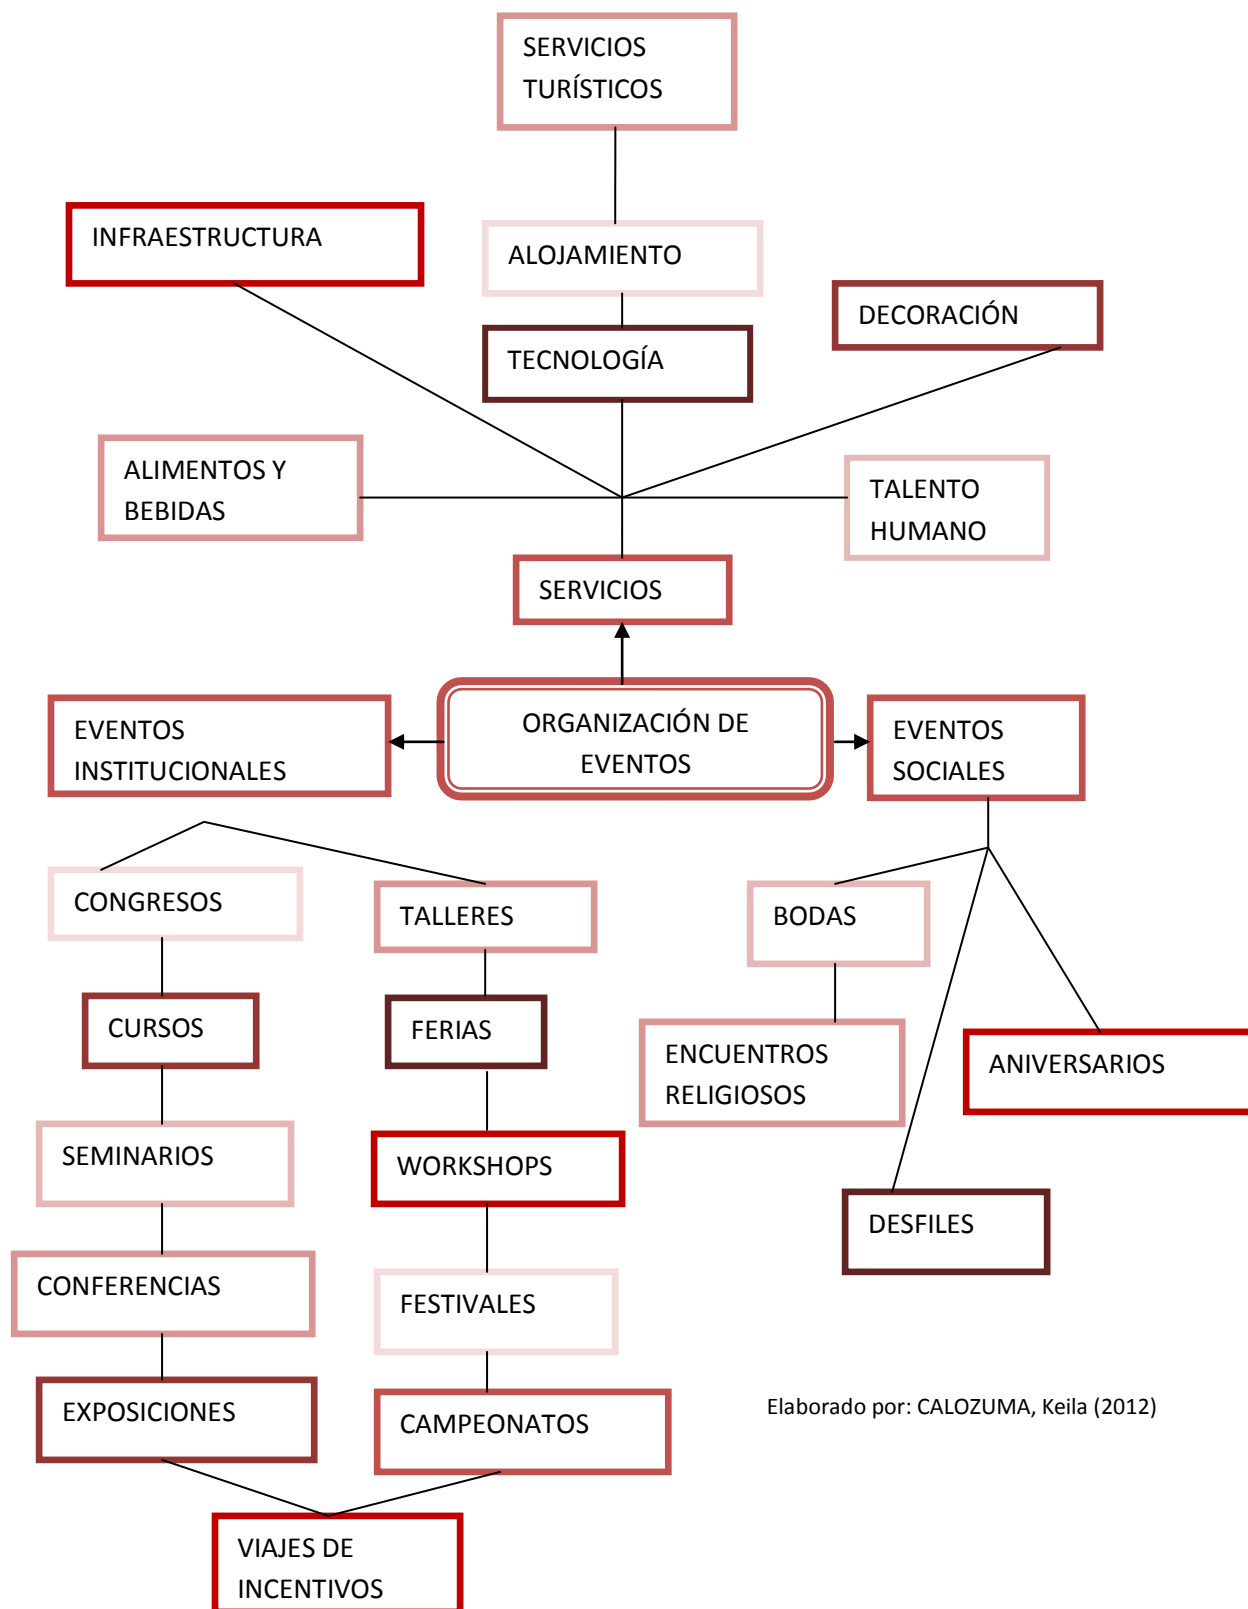 SERVICIOS
TURÍSTICOS
INFRAESTRUCTURA
ALOJAMIENTO
DECORACIÓN
TECNOLOGÍA
ALIMENTOS Y
BEBIDAS
TALENTO
HUMANO
SERVICIOS
EVENTOS
INSTITUCIONALES
ORGANIZACIÓN DE
EVENTOS
EVENTOS
SOCIALES
CONGRESOS
TALLERES
BODAS
CURSOS
FERIAS
ENCUENTROS
RELIGIOSOS
ANIVERSARIOS
SEMINARIOS
WORKSHOPS
DESFILES
CONFERENCIAS
FESTIVALES
EXPOSICIONES
CAMPEONATOS
Elaborado por: CALOZUMA, Keila (2012)
VIAJES DE
INCENTIVOS